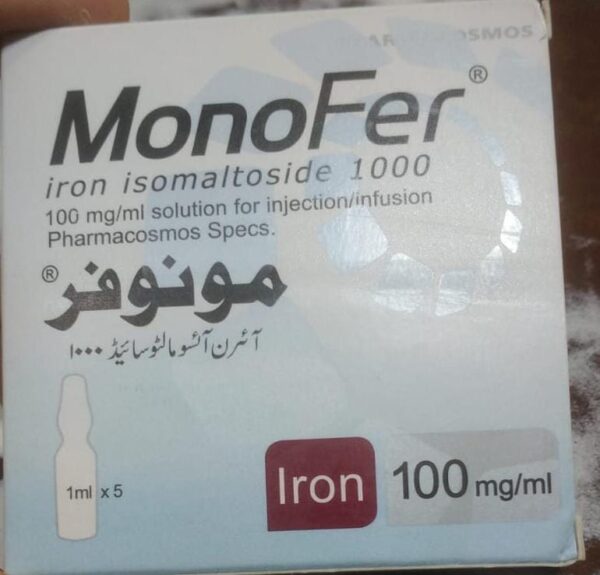 PHARMACOSMOS
MonoFer®
iron isomaltoside 1000
100 mg/ml solution for injection/infusion
Pharmacosmos Specs.
مونوفر®
آئرن آئسومالٹوسائیڈ ۱۰۰۰
1ml x 5
Iron 100 mg/ml